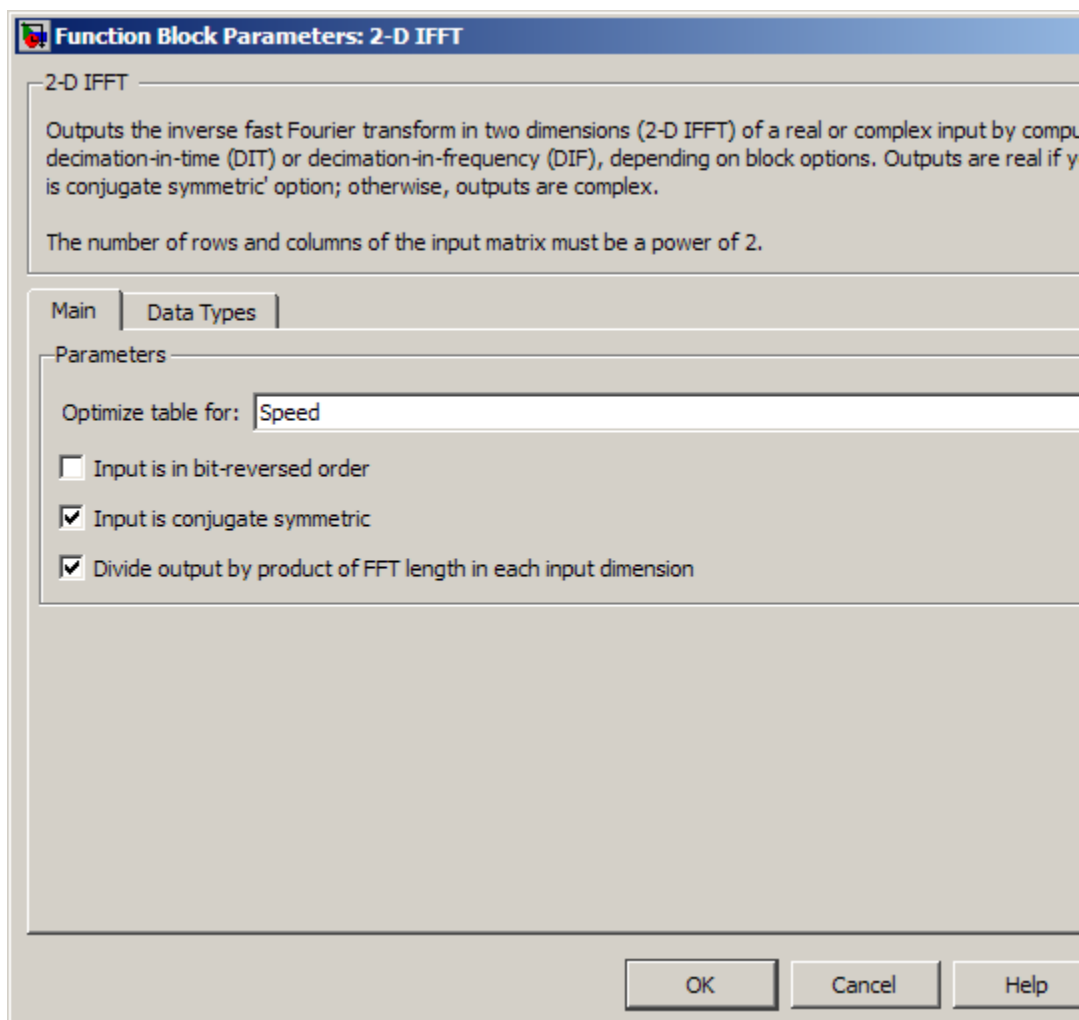 Function Block Parameters: 2-D IFFT
2-D IFFT
Outputs the inverse fast Fourier transform in two dimensions (2-D IFFT) of a real or complex input by
decimation-in-time (DIT) or decimation-in-frequency (DIF), depending on block options. Outputs are real if
is conjugate symmetric' option; otherwise, outputs are complex.
The number of rows and columns of the input matrix must be a power of 2.
Main
Data Types
Parameters
Optimize table for: Speed
Input is in bit-reversed order
Input is conjugate symmetric
Divide output by product of FFT length in each input dimension
OK
Cancel
Help